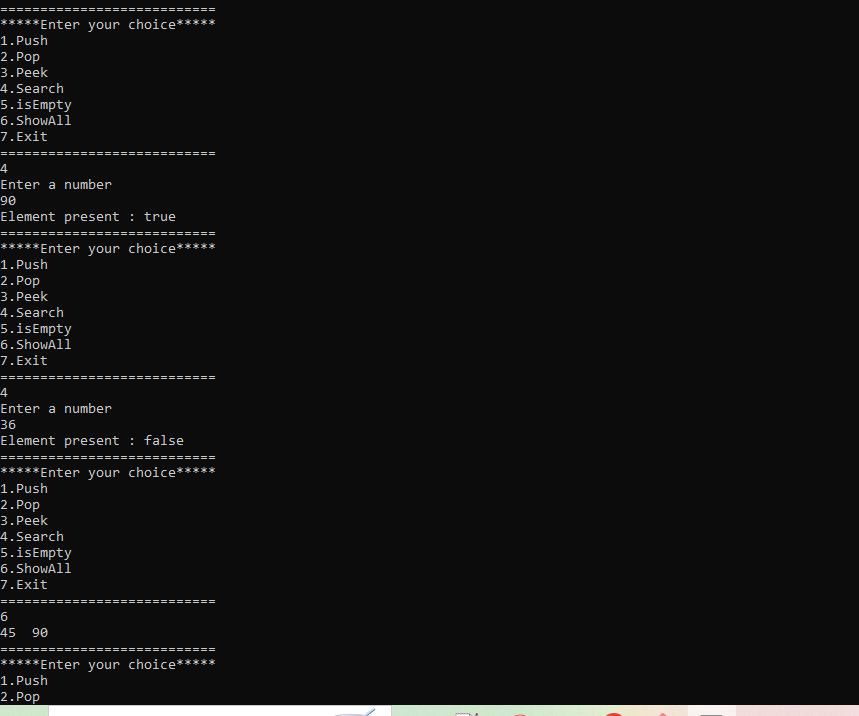 ===========================
*****Enter your choice*****
1.Push
2.Pop
3.Peek
4.Search
5.isEmpty
6.ShowAll
7.Exit
===========================
4
Enter a number
90
Element present : true
===========================
*****Enter your choice*****
1.Push
2.Pop
3.Peek
4.Search
5.isEmpty
6.ShowAll
7.Exit
===========================
4
Enter a number
36
Element present : false
===========================
*****Enter your choice*****
1.Push
2.Pop
3.Peek
4.Search
5.isEmpty
6.ShowAll
7.Exit
===========================
6
45  90
===========================
*****Enter your choice*****
1.Push
2.Pop